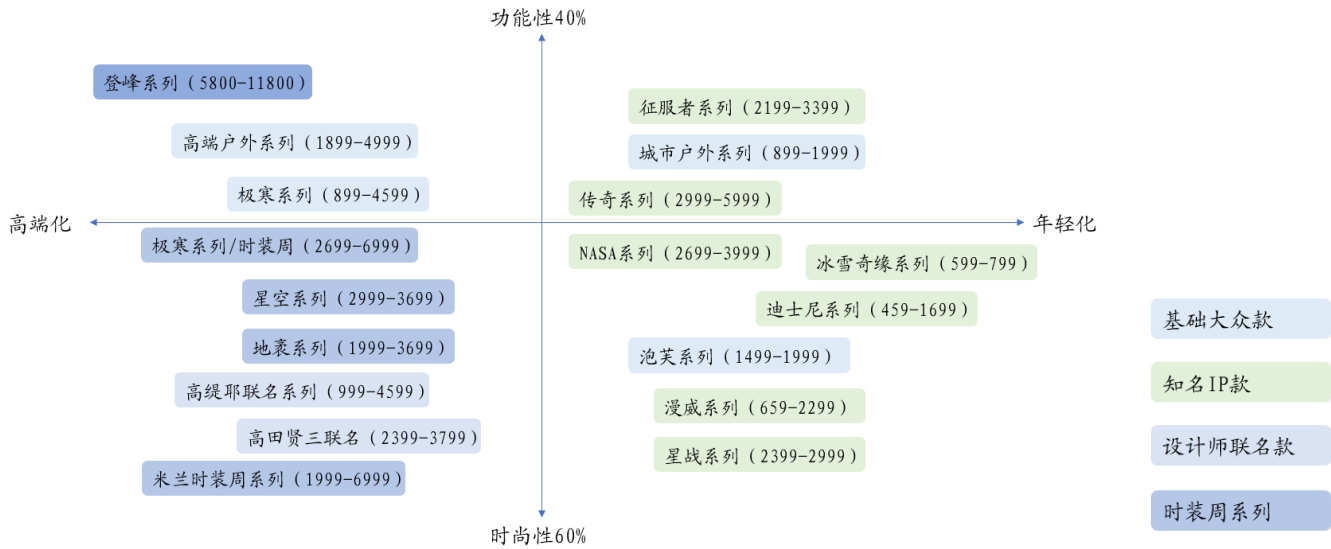 功能性40%
登峰系列（5800-11800）
征服者系列（2199-3399）
高端户外系列（1899-4999）
城市户外系列（899-1999）
极寒系列（899-4599）
传奇系列（2999-5999）
高端化
年轻化
极寒系列/时装周（2699-6999）
NASA系列（2699-3999）
冰雪奇缘系列（599-799）
星空系列（2999-3699）
迪士尼系列（459-1699）
基础大众款
地袤系列（1999-3699）
泡芙系列（1499-1999）
知名IP款
高缇耶联名系列（999-4599）
漫威系列（659-2299）
高田贤三联名（2399-3799）
设计师联名款
星战系列（2399-2999）
米兰时装周系列（1999-6999）
时装周系列
时尚性60%